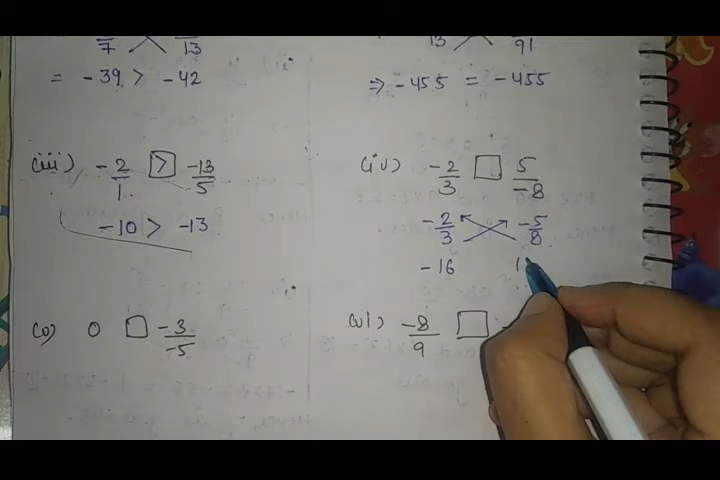 7 13
= -39 > -42
13 91
⇒ -455 = -455
(iii) -2/1 > -13/5
-10 > -13
(iv) -2/3 □ 5/-8
-2/3 -5/8
-16 1
(v) 0 □ -3/-5
(vi) -8/9 □